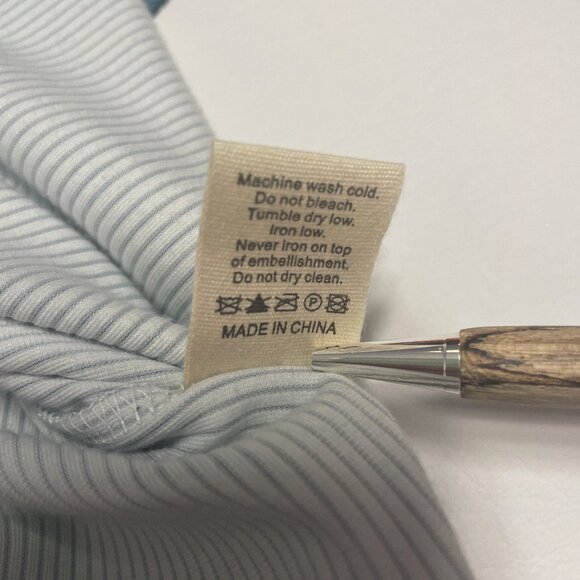 Machine wash cold.
Do not bleach.
Tumble dry low.
Iron low.
Never Iron on top
of embellishment.
Do not dry clean.
P
MADE IN CHINA